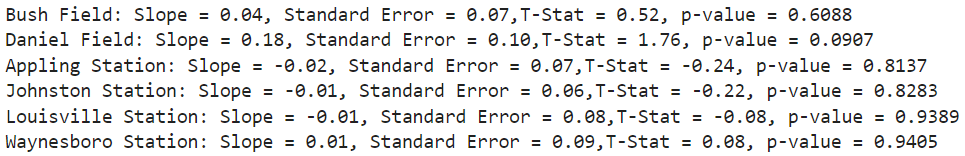 Bush Field: Slope = 0.04, Standard Error = 0.07,T-Stat = 0.52, p-value = 0.6088
Daniel Field: Slope = 0.18, Standard Error = 0.10,T-Stat = 1.76, p-value = 0.0907
Appling Station: Slope = -0.02, Standard Error = 0.07,T-Stat = -0.24, p-value = 0.8137
Johnston Station: Slope = -0.01, Standard Error = 0.06,T-Stat = -0.22, p-value = 0.8283
Louisville Station: Slope = -0.01, Standard Error = 0.08,T-Stat = -0.08, p-value = 0.9389
Waynesboro Station: Slope = 0.01, Standard Error = 0.09,T-Stat = 0.08, p-value = 0.9405